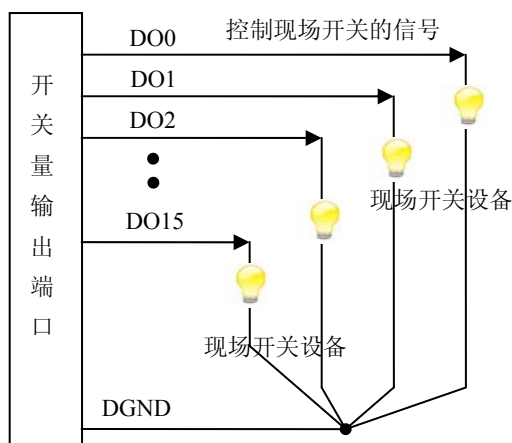 DO0
控制现场开关的信号
DO1
DO2
现场开关设备
DO15
现场开关设备
DGND
开
关
量
输
出
端
口